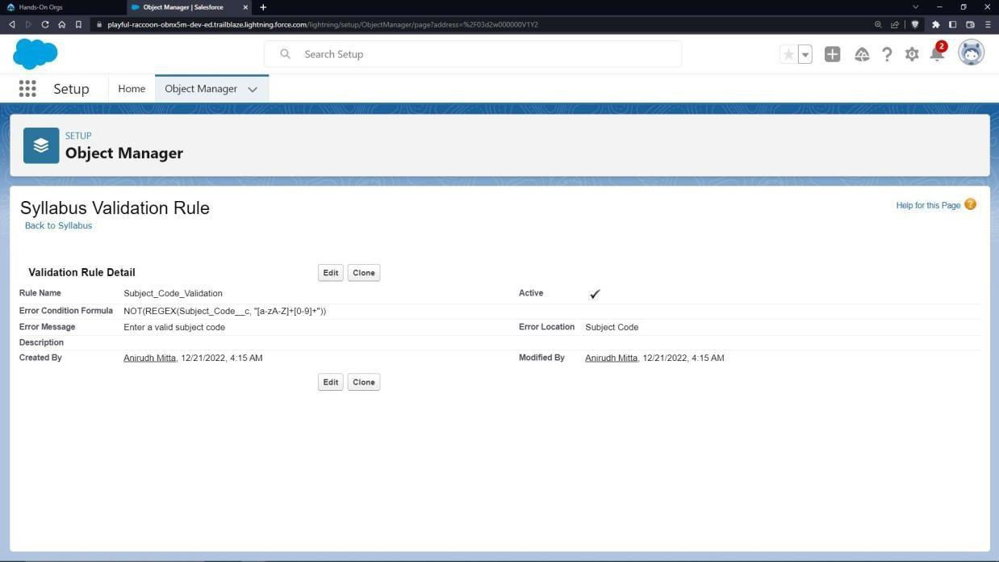 Hands-On Orgs
Object Manager | Salesforce
playful-raccoon-obnx5m-dev-ed.trailblaze.lightning.force.com/lightning/setup/ObjectManager/page?address=%2F03d2w000000V1Y2
Search Setup
2
Setup
Home
Object Manager
SETUP
Object Manager
Syllabus Validation Rule
Help for this Page ?
Back to Syllabus
Validation Rule Detail
Edit Clone
Rule Name Subject_Code_Validation Active
Error Condition Formula NOT(REGEX(Subject_Code__c, "[a-zA-Z]+[0-9]+"))
Error Message Enter a valid subject code Error Location Subject Code
Description
Created By Anirudh Mitta, 12/21/2022, 4:15 AM Modified By Anirudh Mitta, 12/21/2022, 4:15 AM
Edit Clone